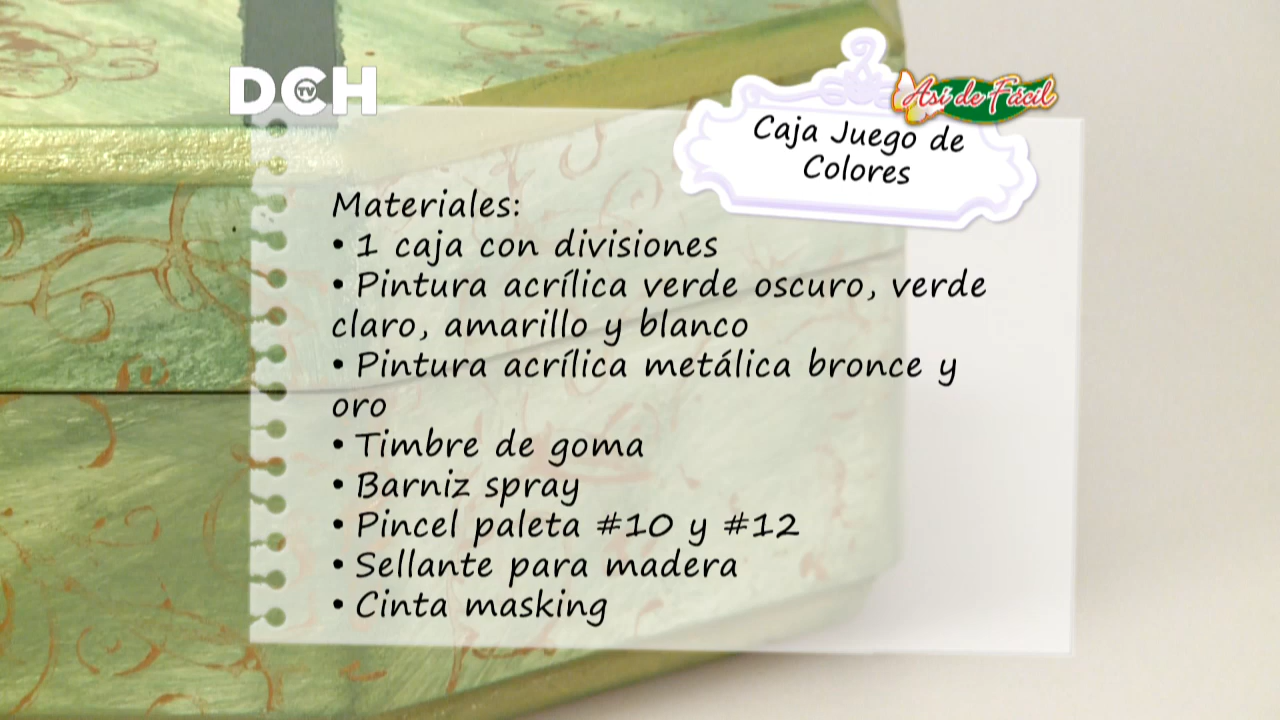 DCH
TV
Así de Fácil
Caja Juego de
Colores
Materiales:
• 1 caja con divisiones
• Pintura acrílica verde oscuro, verde
claro, amarillo y blanco
• Pintura acrílica metálica bronce y
oro
• Timbre de goma
• Barniz spray
• Pincel paleta #10 y #12
• Sellante para madera
• Cinta masking